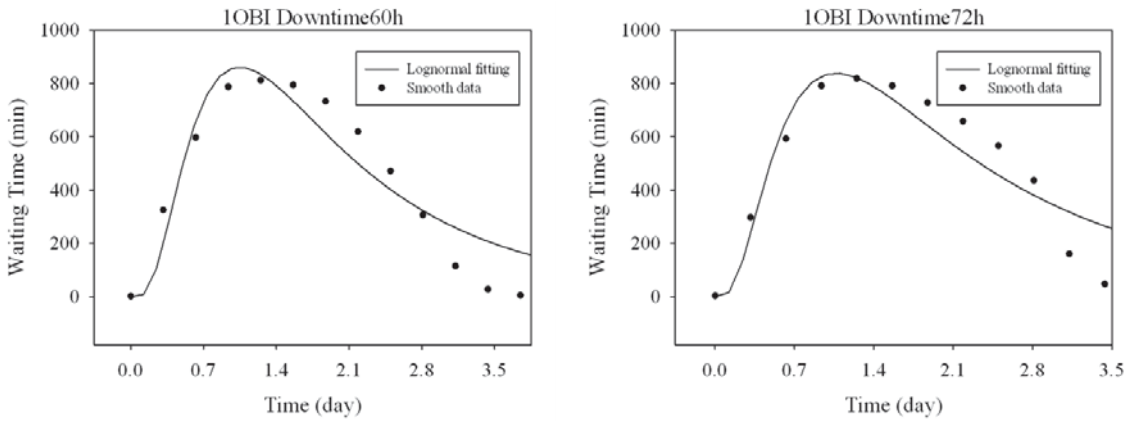 1OBI Downtime60h
1000
800
600
400
200
0
Waiting Time (min)
Lognormal fitting
Smooth data
0.0 0.7 1.4 2.1 2.8 3.5
Time (day)
1OBI Downtime72h
1000
800
600
400
200
0
Waiting Time (min)
Lognormal fitting
Smooth data
0.0 0.7 1.4 2.1 2.8 3.5
Time (day)